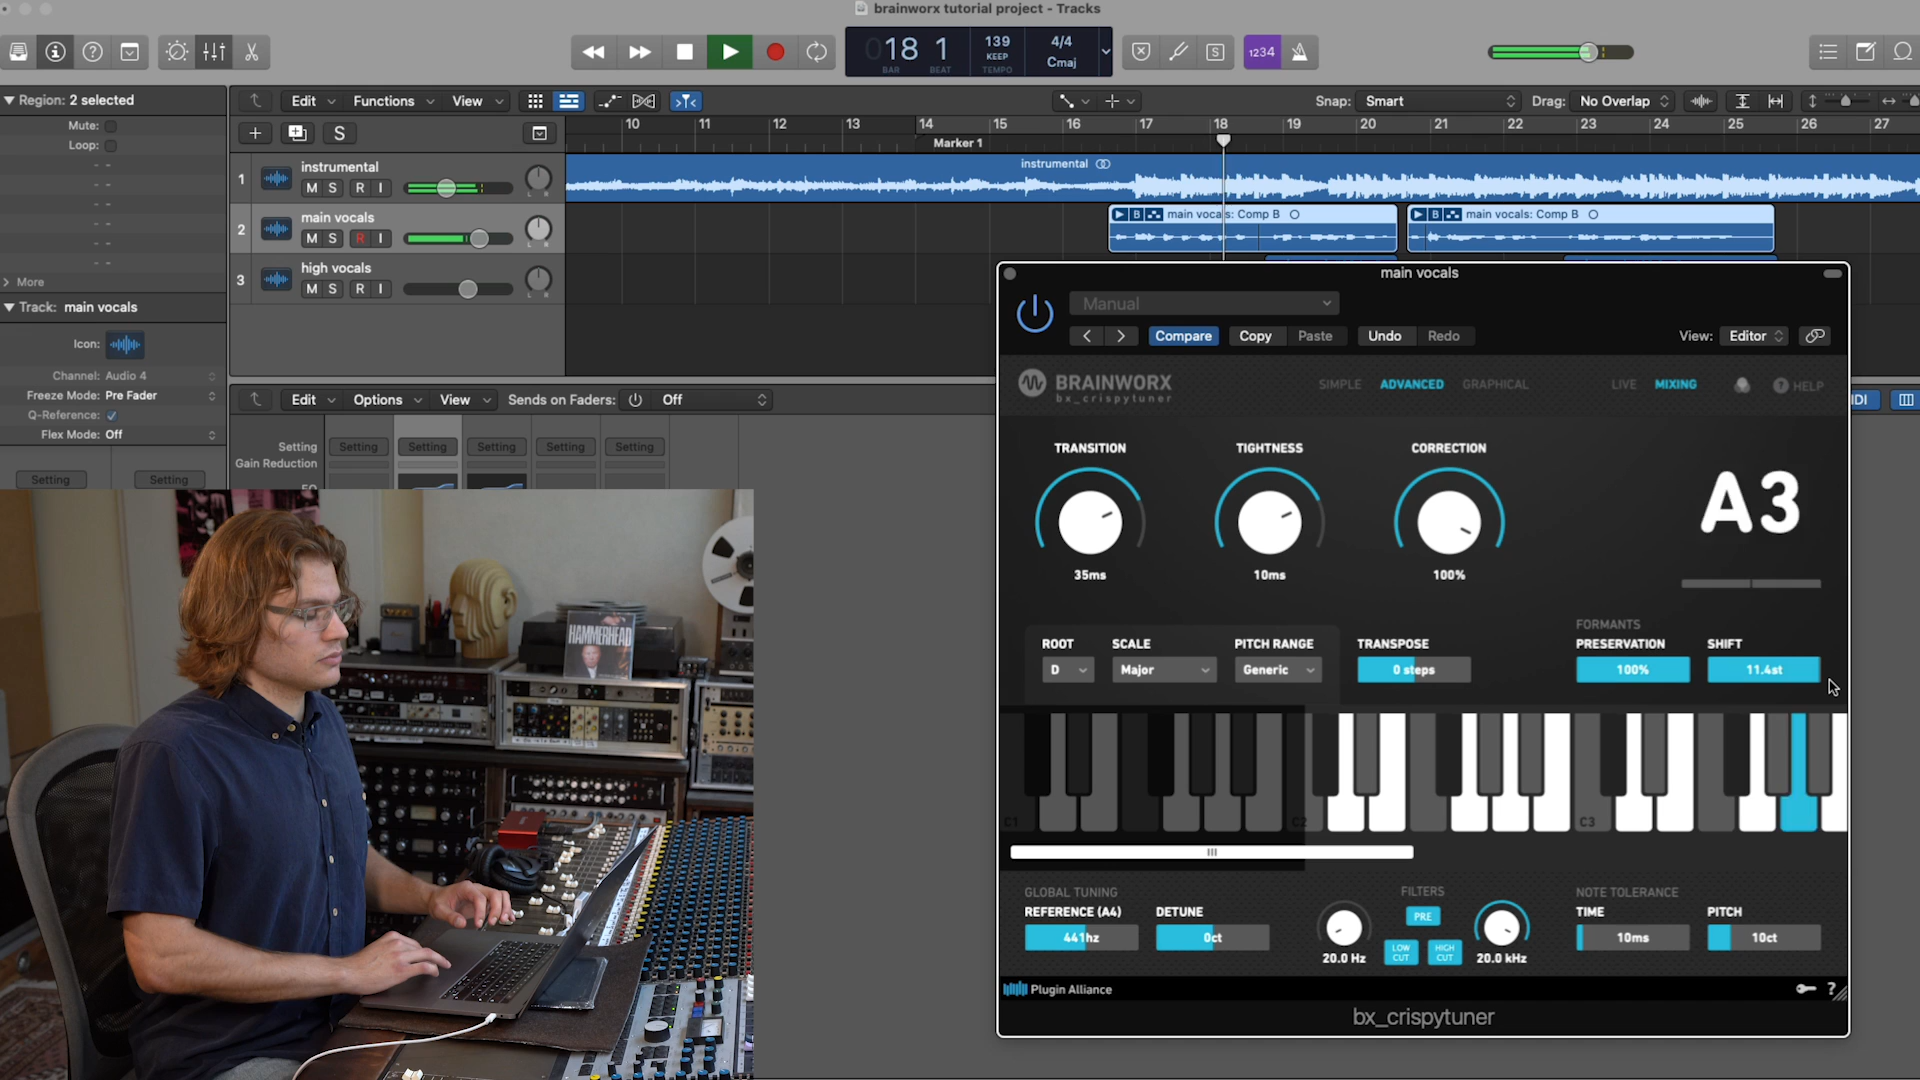 brainworx tutorial project - Tracks
18 1
BAR BEAT
139
KEEP
TEMPO
4/4
Cmaj
S
1234
Region: 2 selected
Mute:
Loop:
More
Edit Functions View
Snap: Smart
Drag: No Overlap
S
10 11 12 13 14 15 16 17 18 19 20 21 22 23 24 25 26 27
Marker 1
1 instrumental
M S R I
L R
instrumental
2 main vocals
M S R I
L R
main vocals: Comp B
main vocals: Comp B
3 high vocals
M S R I
L R
Track: main vocals
Icon:
Channel: Audio 4
Freeze Mode: Pre Fader
Q-Reference:
Flex Mode: Off
Setting Setting
Edit Options View Sends on Faders: Off
Setting Setting Setting Setting Setting Setting
Gain Reduction
EQ
IDI
HAMMERHEAD
main vocals
Manual
Compare Copy Paste Undo Redo
View: Editor
BRAINWORX
bx_crispytuner
SIMPLE ADVANCED GRAPHICAL
LIVE MIXING
? HELP
TRANSITION TIGHTNESS CORRECTION
35ms 10ms 100%
A3
ROOT SCALE PITCH RANGE TRANSPOSE
D Major Generic 0 steps
FORMANTS
PRESERVATION SHIFT
100% 11.4st
C1 C2 C3
GLOBAL TUNING
REFERENCE (A4) DETUNE
441hz 0ct
FILTERS
PRE
LOW CUT
HIGH CUT
20.0 Hz 20.0 kHz
NOTE TOLERANCE
TIME PITCH
10ms 10ct
Plugin Alliance
?
bx_crispytuner